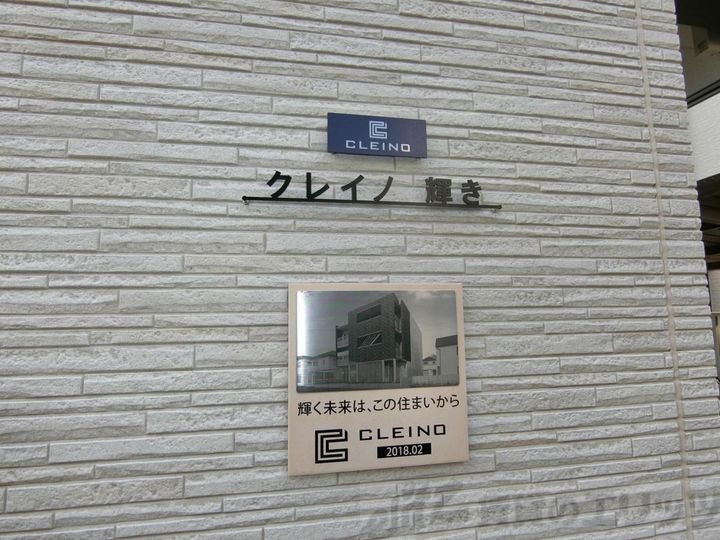 CLEINO
クレイノ 輝き
輝く未来は、この住まいから
CLEINO
2018.02